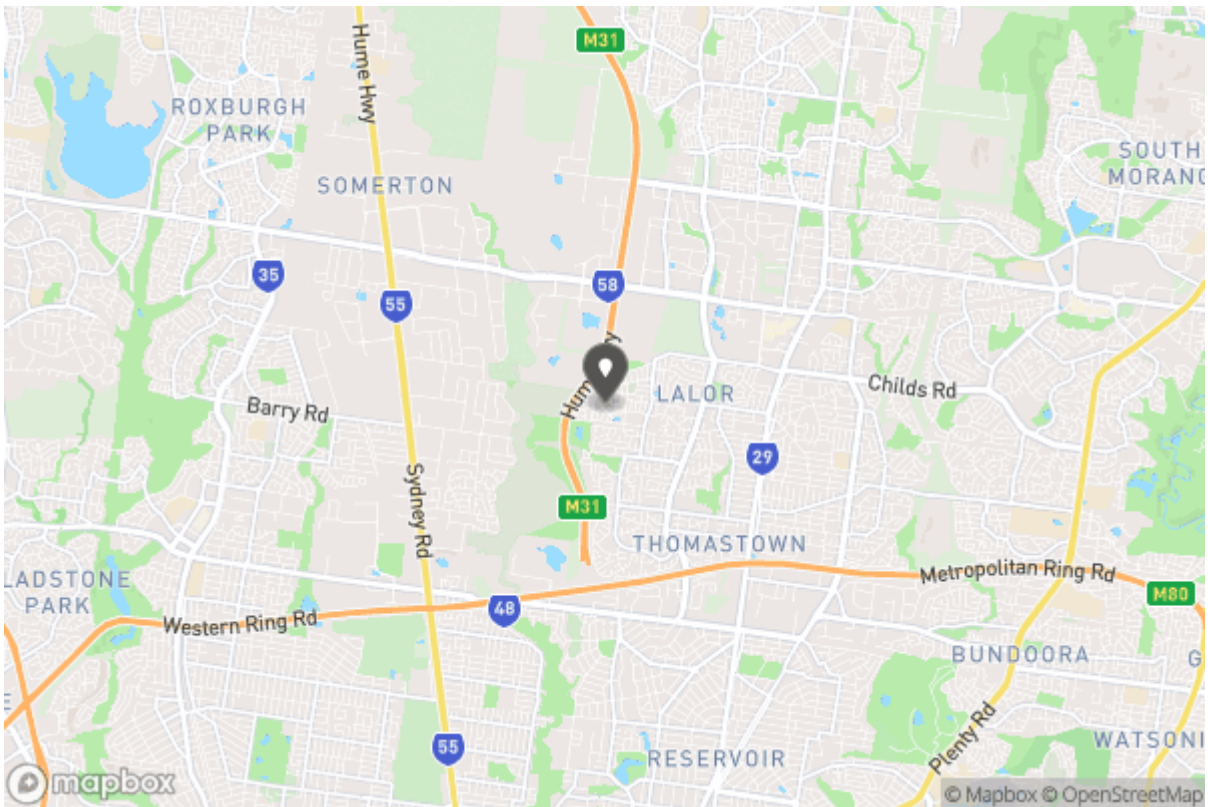 M31
Hume Hwy
ROXBURGH
PARK
SOUTH
MORANG
SOMERTON
35
58
55
Childs Rd
LALOR
Barry Rd
29
Sydney Rd
M31
THOMASTOWN
Metropolitan Ring Rd
LADSTONE
PARK
M80
48
Western Ring Rd
BUNDOORA
G
Plenty Rd
WATSONI
55
RESERVOIR
mapbox
© Mapbox © OpenStreetMap